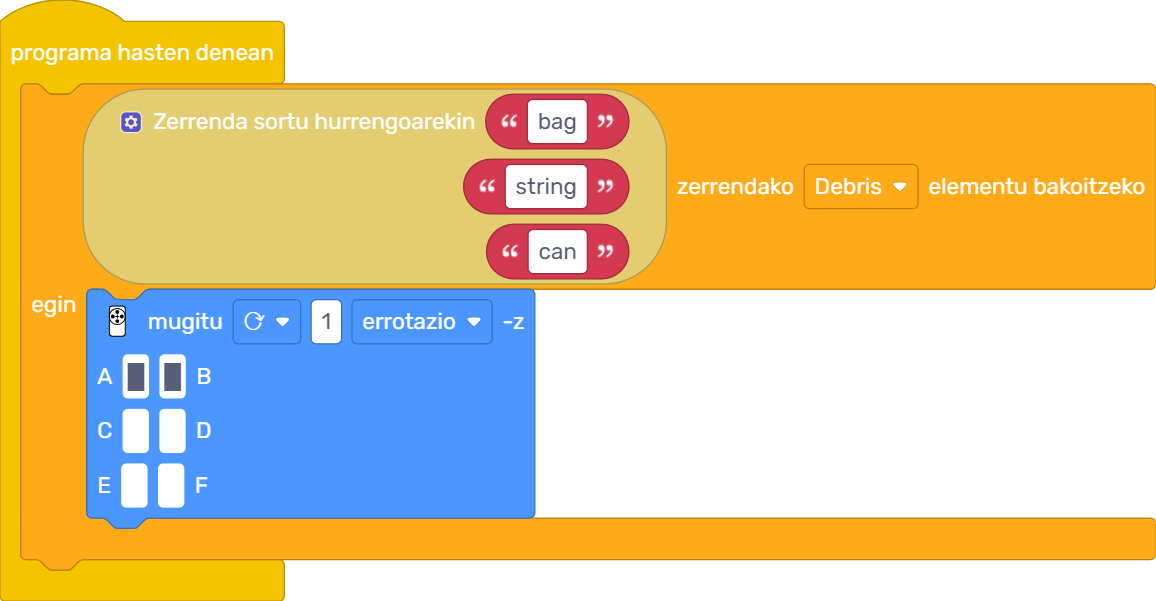 programa hasten denean
Zerrenda sortu hurrengoarekin “ bag ”
“ string ” zerrendako Debris elementu bakoitzeko
“ can ”
egin mugitu 1 errotazio -z
A B
C D
E F